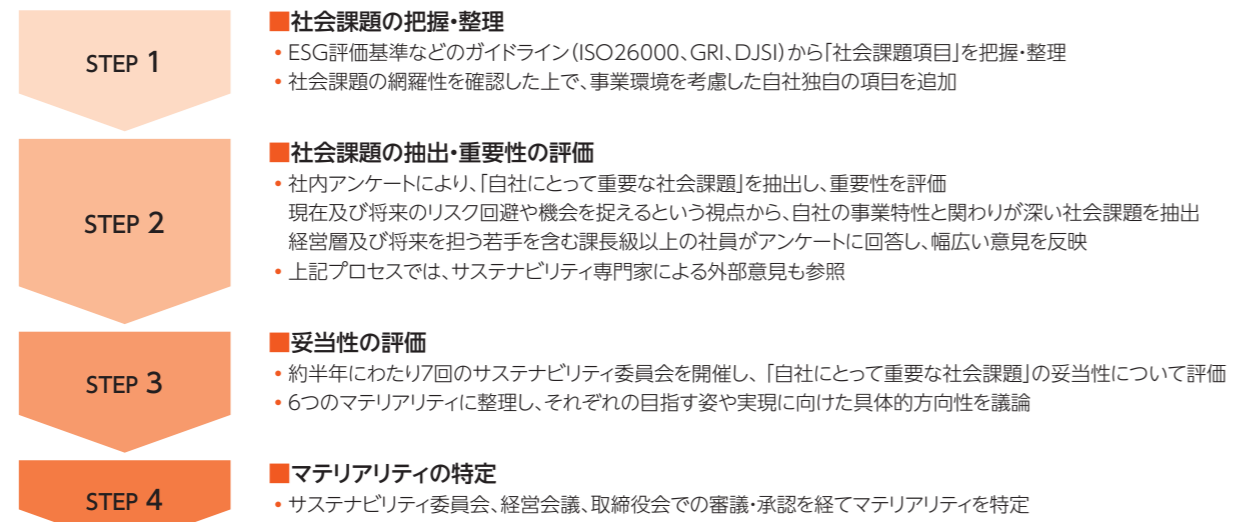 STEP 1
■社会課題の把握・整理
• ESG評価基準などのガイドライン（ISO26000、GRI、DJSI）から「社会課題項目」を把握・整理
• 社会課題の網羅性を確認した上で、事業環境を考慮した自社独自の項目を追加
STEP 2
■社会課題の抽出・重要性の評価
• 社内アンケートにより、「自社にとって重要な社会課題」を抽出し、重要性を評価
現在及び将来のリスク回避や機会を捉えるという視点から、自社の事業特性と関わりが深い社会課題を抽出
経営層及び将来を担う若手を含む課長級以上の社員がアンケートに回答し、幅広い意見を反映
• 上記プロセスでは、サステナビリティ専門家による外部意見も参照
STEP 3
■妥当性の評価
• 約半年にわたり7回のサステナビリティ委員会を開催し、「自社にとって重要な社会課題」の妥当性について評価
• 6つのマテリアリティに整理し、それぞれの目指す姿や実現に向けた具体的方向性を議論
STEP 4
■マテリアリティの特定
• サステナビリティ委員会、経営会議、取締役会での審議・承認を経てマテリアリティを特定